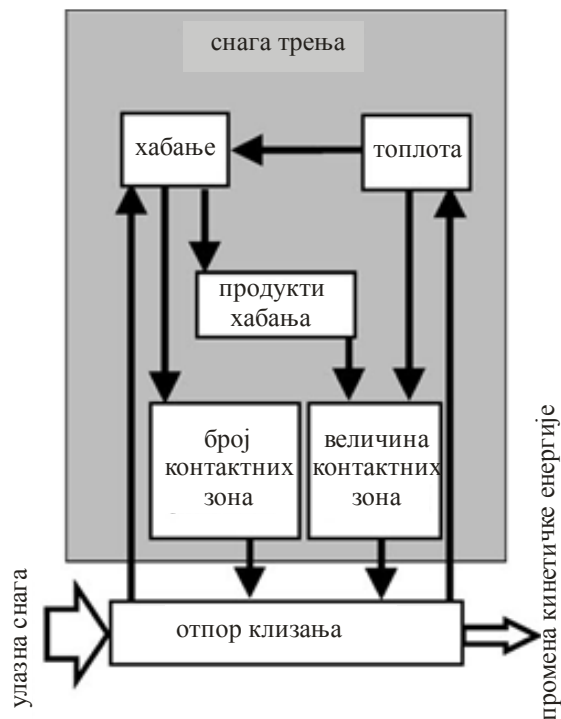 снага трења
хабање
топлота
продукти
хабања
број
контактних
зона
величина
контактних
зона
улазна снага
отпор клизања
промена кинетичке енергије